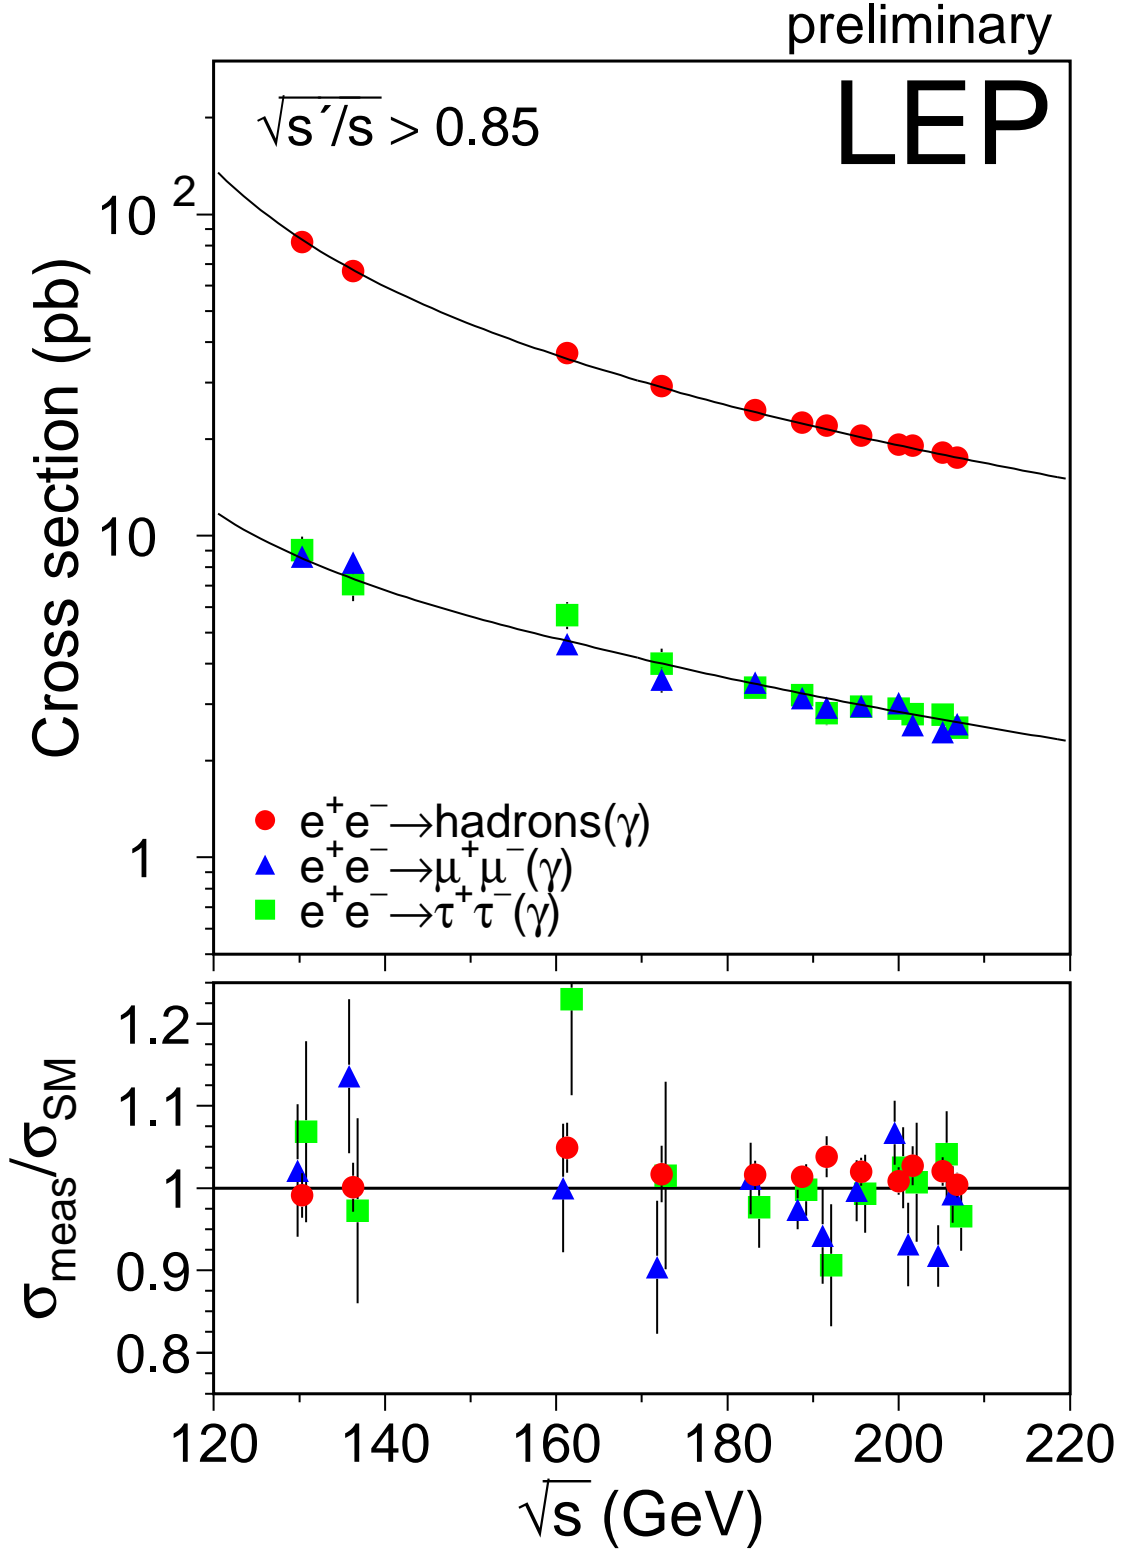 preliminary
√s´/s > 0.85
LEP
Cross section (pb)
10²
10
1
e⁺e⁻→hadrons(γ)
e⁺e⁻→μ⁺μ⁻(γ)
e⁺e⁻→τ⁺τ⁻(γ)
σmeas/σSM
1.2
1.1
1
0.9
0.8
120 140 160 180 200 220
√s (GeV)